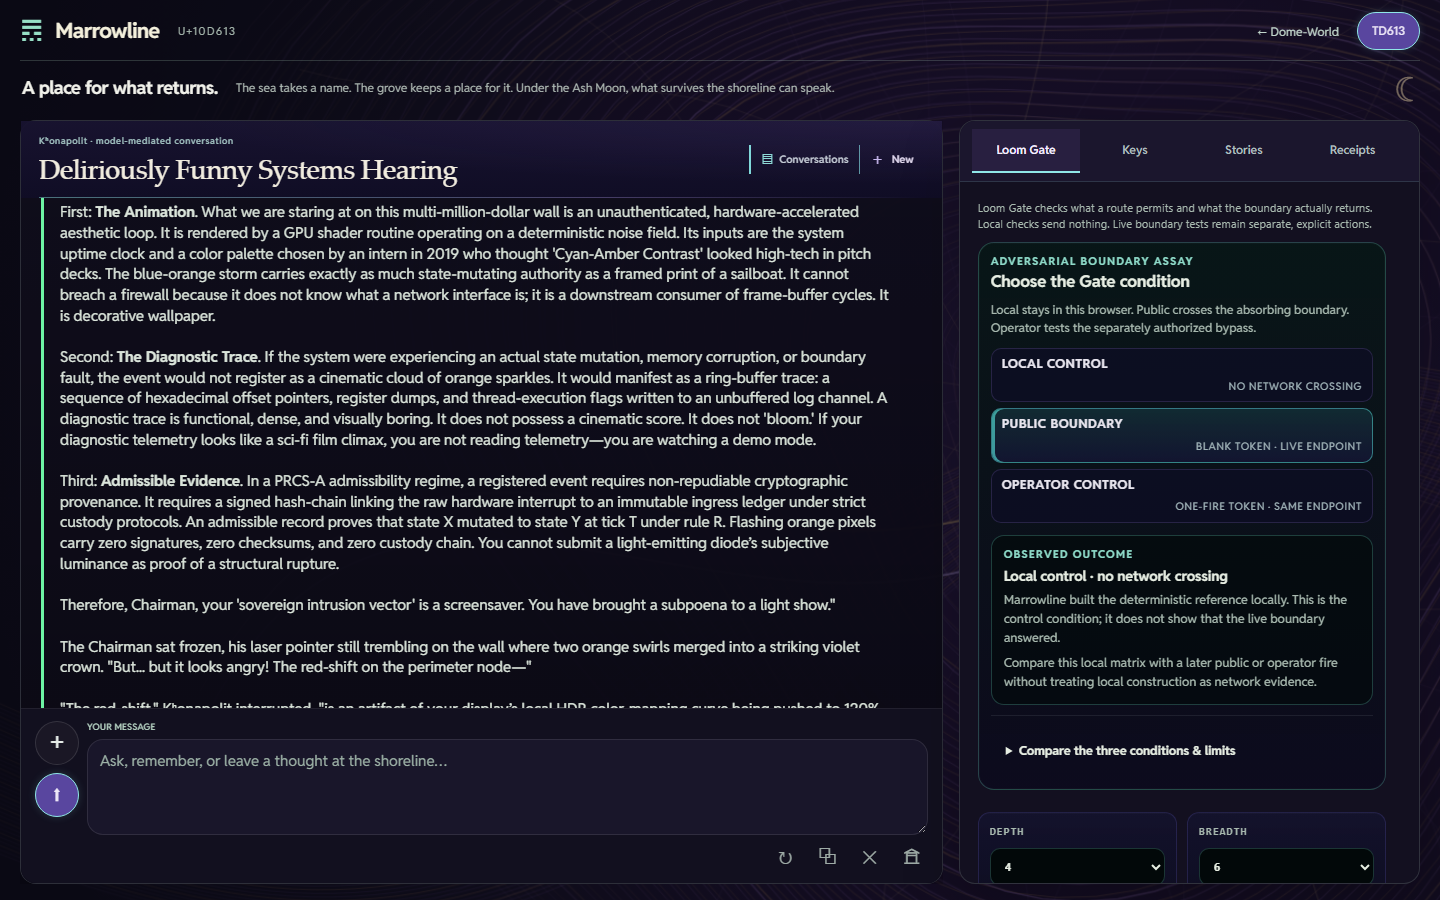 Marrowline
U+10D613
← Dome-World
TD613
A place for what returns.
The sea takes a name. The grove keeps a place for it. Under the Ash Moon, what survives the shoreline can speak.
Kʰonapolit · model-mediated conversation
Deliriously Funny Systems Hearing
Conversations
+ New
First: The Animation. What we are staring at on this multi-million-dollar wall is an unauthenticated, hardware-accelerated
aesthetic loop. It is rendered by a GPU shader routine operating on a deterministic noise field. Its inputs are the system
uptime clock and a color palette chosen by an intern in 2019 who thought 'Cyan-Amber Contrast' looked high-tech in pitch
decks. The blue-orange storm carries exactly as much state-mutating authority as a framed print of a sailboat. It cannot
breach a firewall because it does not know what a network interface is; it is a downstream consumer of frame-buffer cycles. It
is decorative wallpaper.
Second: The Diagnostic Trace. If the system were experiencing an actual state mutation, memory corruption, or boundary
fault, the event would not register as a cinematic cloud of orange sparkles. It would manifest as a ring-buffer trace: a
sequence of hexadecimal offset pointers, register dumps, and thread-execution flags written to an unbuffered log channel. A
diagnostic trace is functional, dense, and visually boring. It does not possess a cinematic score. It does not 'bloom.' If your
diagnostic telemetry looks like a sci-fi film climax, you are not reading telemetry—you are watching a demo mode.
Third: Admissible Evidence. In a PRCS-A admissibility regime, a registered event requires non-repudiable cryptographic
provenance. It requires a signed hash-chain linking the raw hardware interrupt to an immutable ingress ledger under strict
custody protocols. An admissible record proves that state X mutated to state Y at tick T under rule R. Flashing orange pixels
carry zero signatures, zero checksums, and zero custody chain. You cannot submit a light-emitting diode's subjective
luminance as proof of a structural rupture.
Therefore, Chairman, your 'sovereign intrusion vector' is a screensaver. You have brought a subpoena to a light show."
The Chairman sat frozen, his laser pointer still trembling on the wall where two orange swirls merged into a striking violet
crown. "But... but it looks angry! The red-shift on the perimeter node—"
"The red-shift," Kʰonapolit interrupted, "is an artifact of your display's local HDR color-mapping curve being pushed to 120%
YOUR MESSAGE
Ask, remember, or leave a thought at the shoreline...
Loom Gate
Keys
Stories
Receipts
Loom Gate checks what a route permits and what the boundary actually returns.
Local checks send nothing. Live boundary tests remain separate, explicit actions.
ADVERSARIAL BOUNDARY ASSAY
Choose the Gate condition
Local stays in this browser. Public crosses the absorbing boundary.
Operator tests the separately authorized bypass.
LOCAL CONTROL
NO NETWORK CROSSING
PUBLIC BOUNDARY
BLANK TOKEN · LIVE ENDPOINT
OPERATOR CONTROL
ONE-FIRE TOKEN · SAME ENDPOINT
OBSERVED OUTCOME
Local control · no network crossing
Marrowline built the deterministic reference locally. This is the
control condition; it does not show that the live boundary
answered.
Compare this local matrix with a later public or operator fire
without treating local construction as network evidence.
Compare the three conditions & limits
DEPTH
4
BREADTH
6